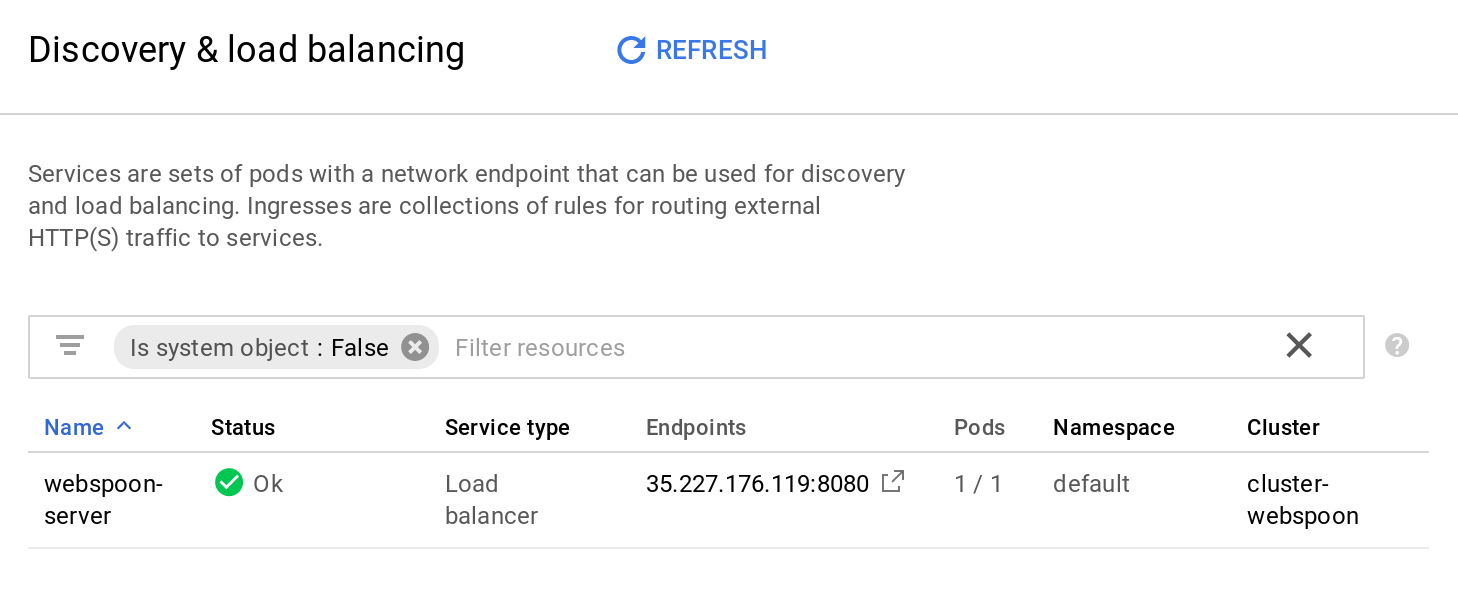 Discovery & load balancing
REFRESH
Services are sets of pods with a network endpoint that can be used for discovery
and load balancing. Ingresses are collections of rules for routing external
HTTP(S) traffic to services.
Is system object : False Filter resources
Name Status Service type Endpoints Pods Namespace Cluster
webspoon- Ok Load 35.227.176.119:8080 1 / 1 default cluster-
server balancer webspoon